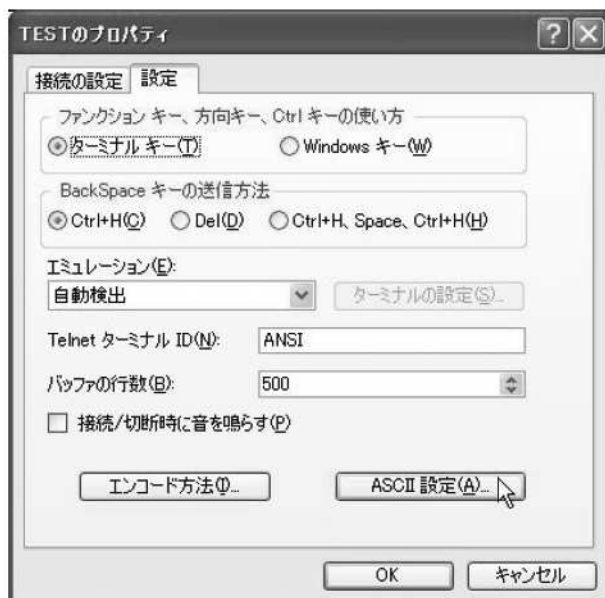 TESTのプロパティ
接続の設定 設定
ファンクション キー、方向キー、Ctrl キーの使い方
ターミナル キー(T) Windows キー(W)
BackSpace キーの送信方法
Ctrl+H(C) Del(D) Ctrl+H、Space、Ctrl+H(H)
エミュレーション(E):
自動検出 ターミナルの設定(S)...
Telnet ターミナル ID(N): ANSI
バッファの行数(B): 500
接続/切断時に音を鳴らす(P)
エンコード方法(I)... ASCII 設定(A)...
OK キャンセル